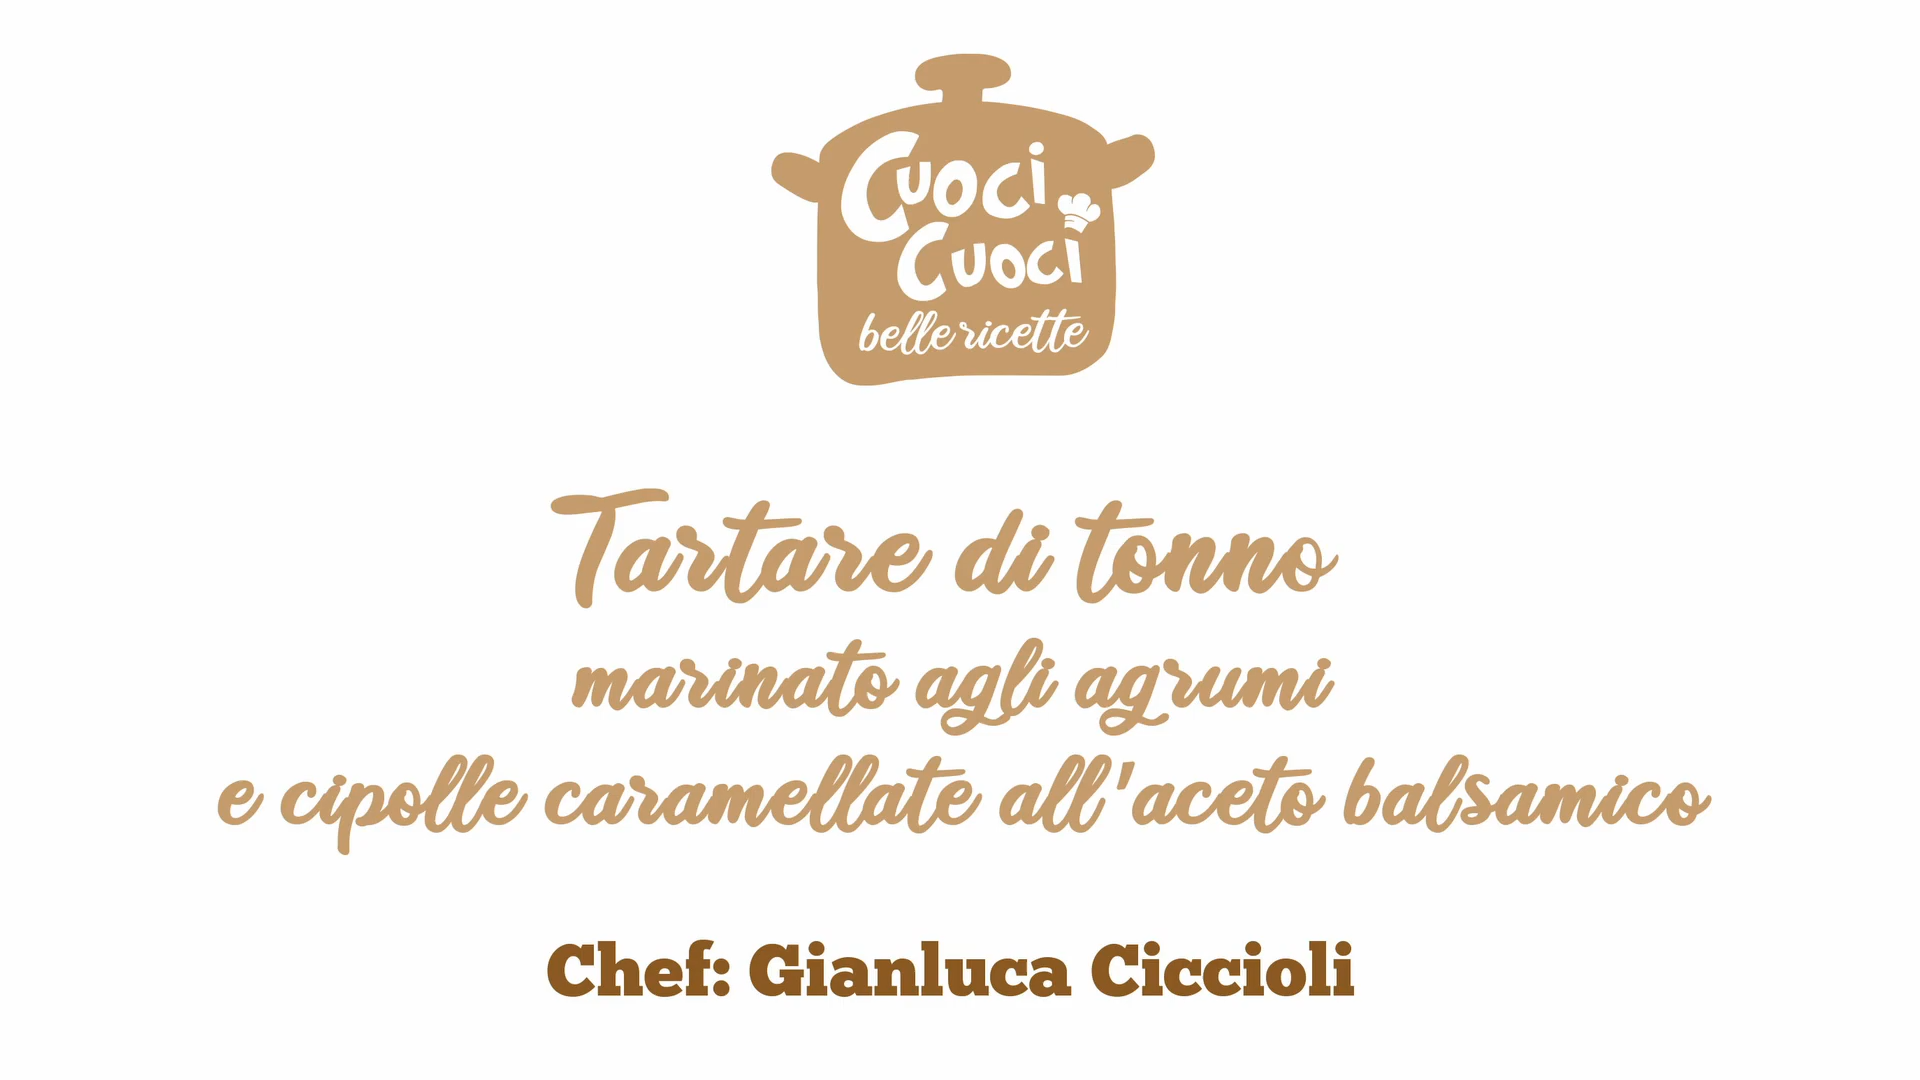 Cuoci
Cuoci
belle ricette
Tartare di tonno
marinato agli agrumi
e cipolle caramellate all'aceto balsamico
Chef: Gianluca Ciccioli